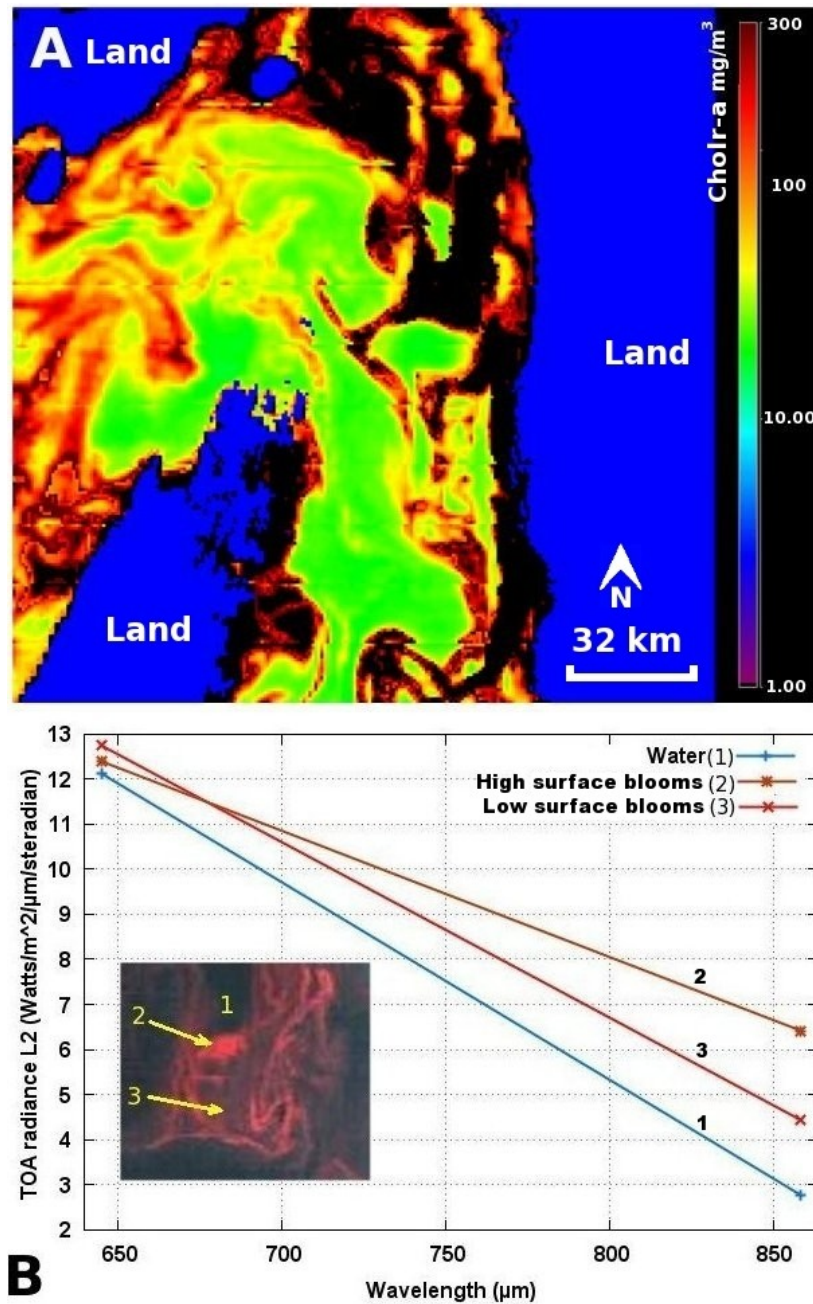 A
Land
Land
Land
N
32 km
Cholr-a mg/m³
300
100
10.00
1.00
13
12
11
10
9
8
7
6
5
4
3
2
TOA radiance L2 (Watts/m^2/µm/steradian)
Water(1)
High surface blooms (2)
Low surface blooms (3)
1
2
3
2
3
1
650
700
750
800
850
Wavelength (µm)
B